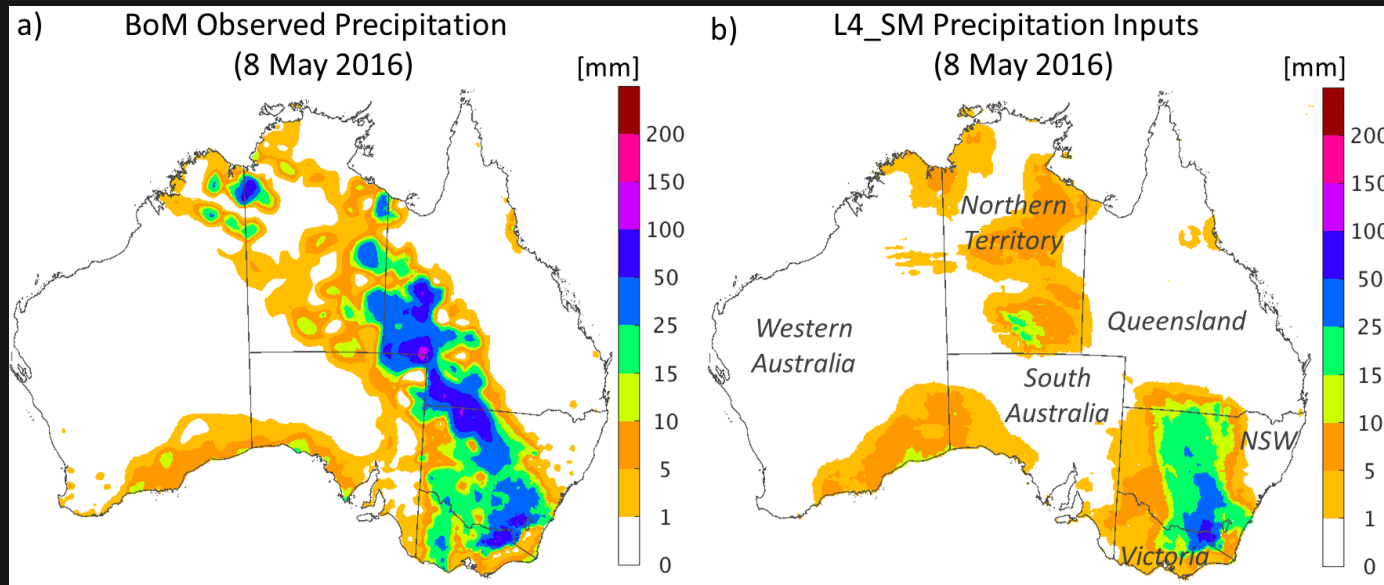 a) BoM Observed Precipitation
(8 May 2016)
[mm]
200
150
100
50
25
15
10
5
1
0
b) L4_SM Precipitation Inputs
(8 May 2016)
[mm]
Northern
Territory
Western
Australia
Queensland
South
Australia
NSW
Victoria
200
150
100
50
25
15
10
5
1
0